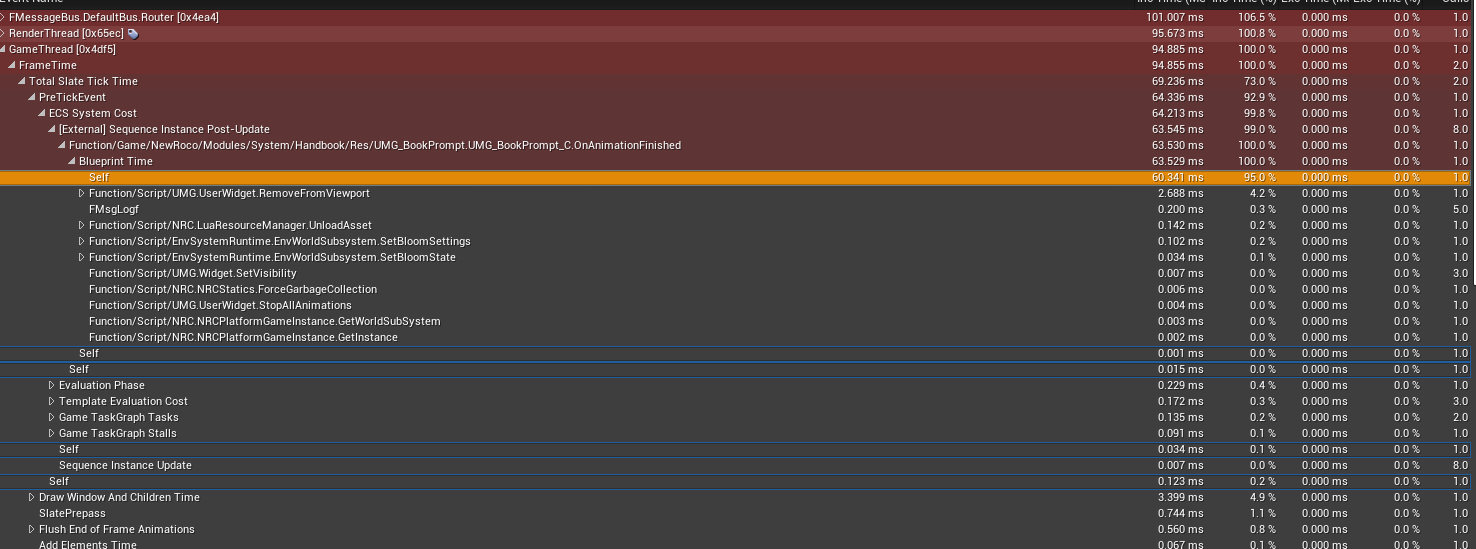 FMessageBus.DefaultBus.Router [0x4ea4] 101.007 ms 106.5 % 0.000 ms 0.0 % 1.0
RenderThread [0x65ec] 95.673 ms 100.8 % 0.000 ms 0.0 % 1.0
GameThread [0x4df5] 94.885 ms 100.0 % 0.000 ms 0.0 % 1.0
FrameTime 94.855 ms 100.0 % 0.000 ms 0.0 % 2.0
Total Slate Tick Time 69.236 ms 73.0 % 0.000 ms 0.0 % 2.0
PreTickEvent 64.336 ms 92.9 % 0.000 ms 0.0 % 1.0
ECS System Cost 64.213 ms 99.8 % 0.000 ms 0.0 % 1.0
[External] Sequence Instance Post-Update 63.545 ms 99.0 % 0.000 ms 0.0 % 8.0
Function/Game/NewRoco/Modules/System/Handbook/Res/UMG_BookPrompt.UMG_BookPrompt_C.OnAnimationFinished 63.530 ms 100.0 % 0.000 ms 0.0 % 1.0
Blueprint Time 63.529 ms 100.0 % 0.000 ms 0.0 % 1.0
Self 60.341 ms 95.0 % 0.000 ms 0.0 % 1.0
Function/Script/UMG.UserWidget.RemoveFromViewport 2.688 ms 4.2 % 0.000 ms 0.0 % 1.0
FMsgLogf 0.200 ms 0.3 % 0.000 ms 0.0 % 5.0
Function/Script/NRC.LuaResourceManager.UnloadAsset 0.142 ms 0.2 % 0.000 ms 0.0 % 1.0
Function/Script/EnvSystemRuntime.EnvWorldSubsystem.SetBloomSettings 0.102 ms 0.2 % 0.000 ms 0.0 % 1.0
Function/Script/EnvSystemRuntime.EnvWorldSubsystem.SetBloomState 0.034 ms 0.1 % 0.000 ms 0.0 % 1.0
Function/Script/UMG.Widget.SetVisibility 0.007 ms 0.0 % 0.000 ms 0.0 % 3.0
Function/Script/NRC.NRCStatics.ForceGarbageCollection 0.006 ms 0.0 % 0.000 ms 0.0 % 1.0
Function/Script/UMG.UserWidget.StopAllAnimations 0.004 ms 0.0 % 0.000 ms 0.0 % 1.0
Function/Script/NRC.NRCPlatformGameInstance.GetWorldSubSystem 0.003 ms 0.0 % 0.000 ms 0.0 % 1.0
Function/Script/NRC.NRCPlatformGameInstance.GetInstance 0.002 ms 0.0 % 0.000 ms 0.0 % 1.0
Self 0.001 ms 0.0 % 0.000 ms 0.0 % 1.0
Self 0.015 ms 0.0 % 0.000 ms 0.0 % 1.0
Evaluation Phase 0.229 ms 0.4 % 0.000 ms 0.0 % 1.0
Template Evaluation Cost 0.172 ms 0.3 % 0.000 ms 0.0 % 3.0
Game TaskGraph Tasks 0.135 ms 0.2 % 0.000 ms 0.0 % 2.0
Game TaskGraph Stalls 0.091 ms 0.1 % 0.000 ms 0.0 % 1.0
Self 0.034 ms 0.1 % 0.000 ms 0.0 % 1.0
Sequence Instance Update 0.007 ms 0.0 % 0.000 ms 0.0 % 8.0
Self 0.123 ms 0.2 % 0.000 ms 0.0 % 1.0
Draw Window And Children Time 3.399 ms 4.9 % 0.000 ms 0.0 % 1.0
SlatePrepass 0.744 ms 1.1 % 0.000 ms 0.0 % 1.0
Flush End of Frame Animations 0.560 ms 0.8 % 0.000 ms 0.0 % 1.0
Add Elements Time 0.067 ms 0.1 % 0.000 ms 0.0 % 1.0